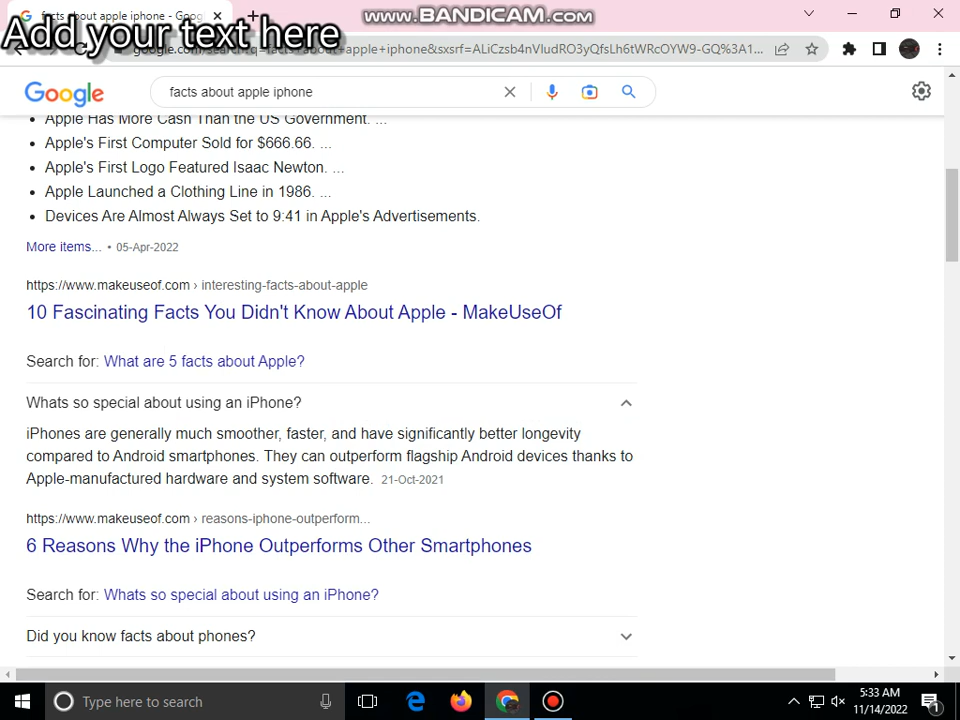 facts about apple iphone - Goog
www.BANDICAM.com
Add your text here
google.com/search?q=facts+about+apple+iphone&sxsrf=ALiCzsb4nVludRO3yQfsLh6tWRcOYW9-GQ%3A1...
Google
facts about apple iphone
Apple Has More Cash Than the US Government. ...
Apple's First Computer Sold for $666.66. ...
Apple's First Logo Featured Isaac Newton. ...
Apple Launched a Clothing Line in 1986. ...
Devices Are Almost Always Set to 9:41 in Apple's Advertisements.
More items... • 05-Apr-2022
https://www.makeuseof.com › interesting-facts-about-apple
10 Fascinating Facts You Didn't Know About Apple - MakeUseOf
Search for: What are 5 facts about Apple?
Whats so special about using an iPhone?
iPhones are generally much smoother, faster, and have significantly better longevity
compared to Android smartphones. They can outperform flagship Android devices thanks to
Apple-manufactured hardware and system software. 21-Oct-2021
https://www.makeuseof.com › reasons-iphone-outperform...
6 Reasons Why the iPhone Outperforms Other Smartphones
Search for: Whats so special about using an iPhone?
Did you know facts about phones?
Type here to search
5:33 AM
11/14/2022
1